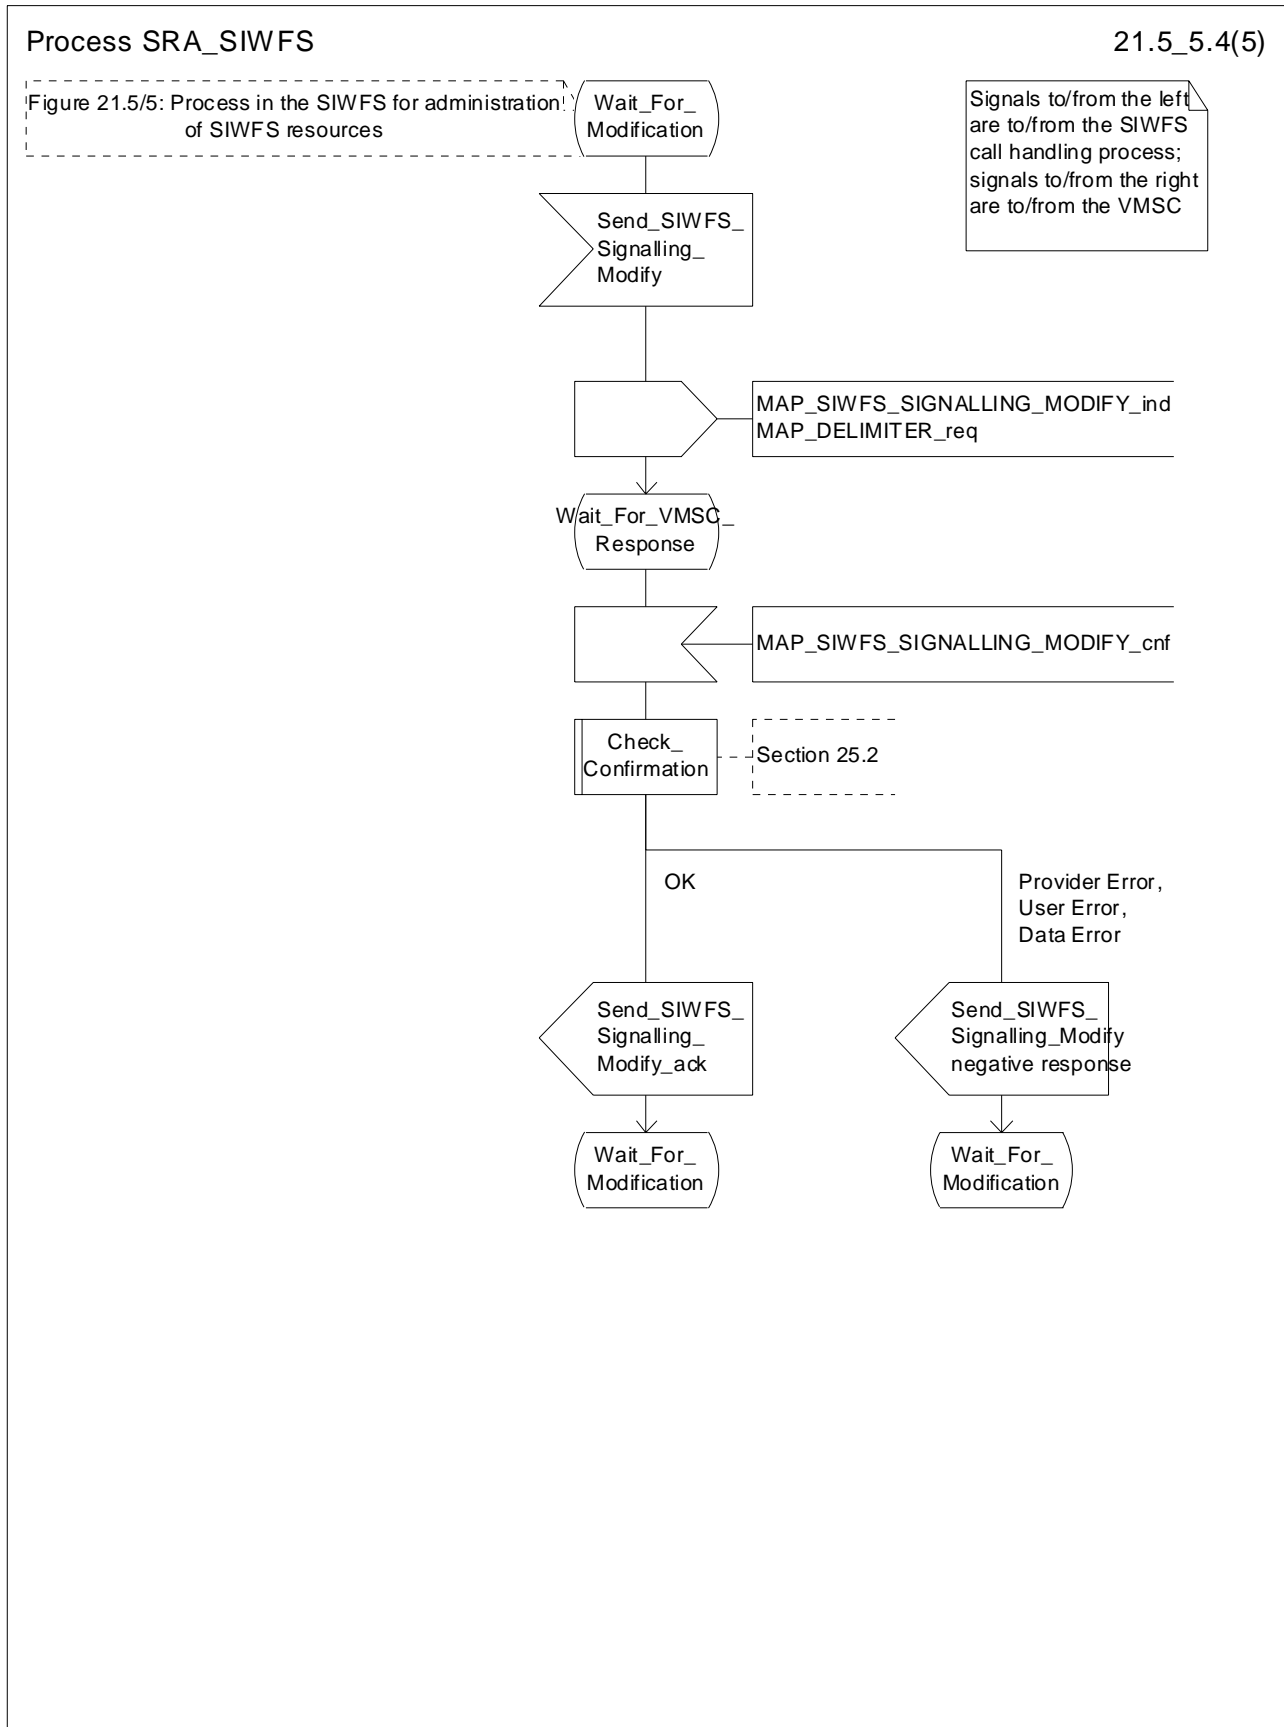 Process SRA_SIWFS
21.5_5.4(5)
Figure 21.5/5: Process in the SIWFS for administration
of SIWFS resources
Wait_For_
Modification
Signals to/from the left
are to/from the SIWFS
call handling process;
signals to/from the right
are to/from the VMSC
Send_SIWFS_
Signalling_
Modify
MAP_SIWFS_SIGNALLING_MODIFY_ind
MAP_DELIMITER_req
Wait_For_VMSC_
Response
MAP_SIWFS_SIGNALLING_MODIFY_cnf
Check_
Confirmation
Section 25.2
OK
Provider Error,
User Error,
Data Error
Send_SIWFS_
Signalling_
Modify_ack
Send_SIWFS_
Signalling_Modify
negative response
Wait_For_
Modification
Wait_For_
Modification